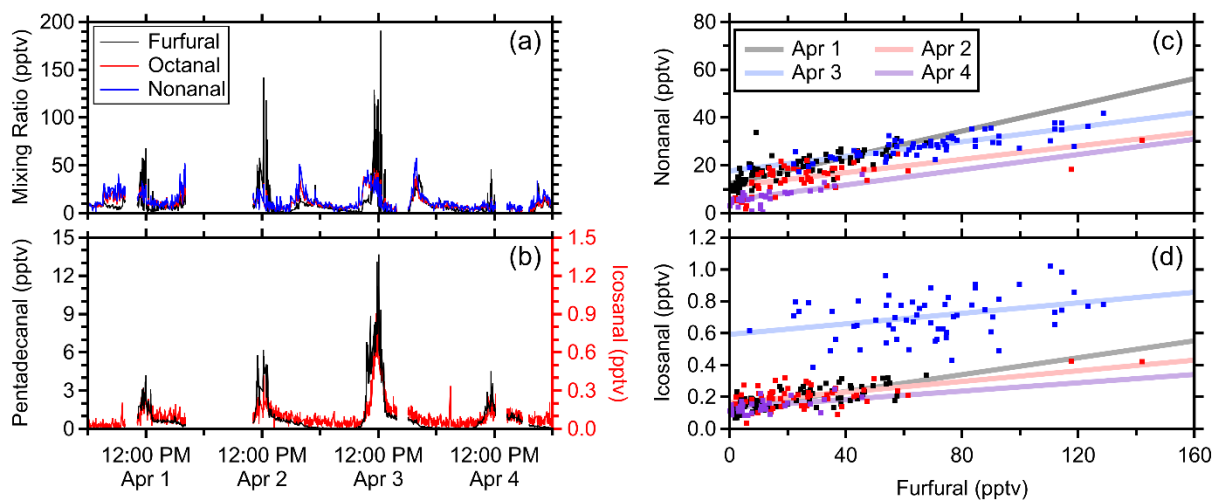 200
150
100
50
0
Mixing Ratio (pptv)
Furfural
Octanal
Nonanal
(a)
15
12
9
6
3
0
Pentadecanal (pptv)
(b)
1.5
1.2
0.9
0.6
0.3
0.0
Icosanal (pptv)
12:00 PM
Apr 1
12:00 PM
Apr 2
12:00 PM
Apr 3
12:00 PM
Apr 4
80
60
40
20
0
Nonanal (pptv)
Apr 1
Apr 2
Apr 3
Apr 4
(c)
1.2
1.0
0.8
0.6
0.4
0.2
0.0
Icosanal (pptv)
(d)
0
40
80
120
160
Furfural (pptv)